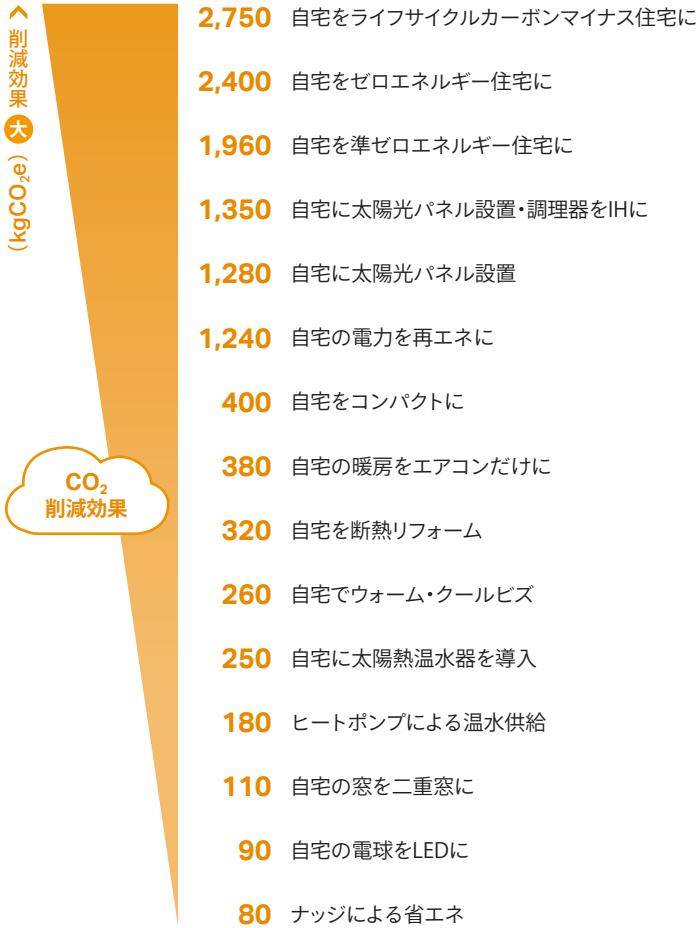 削減効果 大 (kgCO₂e)
2,750 自宅をライフサイクルカーボンマイナス住宅に
2,400 自宅をゼロエネルギー住宅に
1,960 自宅を準ゼロエネルギー住宅に
1,350 自宅に太陽光パネル設置・調理器をIHに
1,280 自宅に太陽光パネル設置
1,240 自宅の電力を再エネに
400 自宅をコンパクトに
380 自宅の暖房をエアコンだけに
CO₂
削減効果
320 自宅を断熱リフォーム
260 自宅でウォーム・クールビズ
250 自宅に太陽熱温水器を導入
180 ヒートポンプによる温水供給
110 自宅の窓を二重窓に
90 自宅の電球をLEDに
80 ナッジによる省エネ